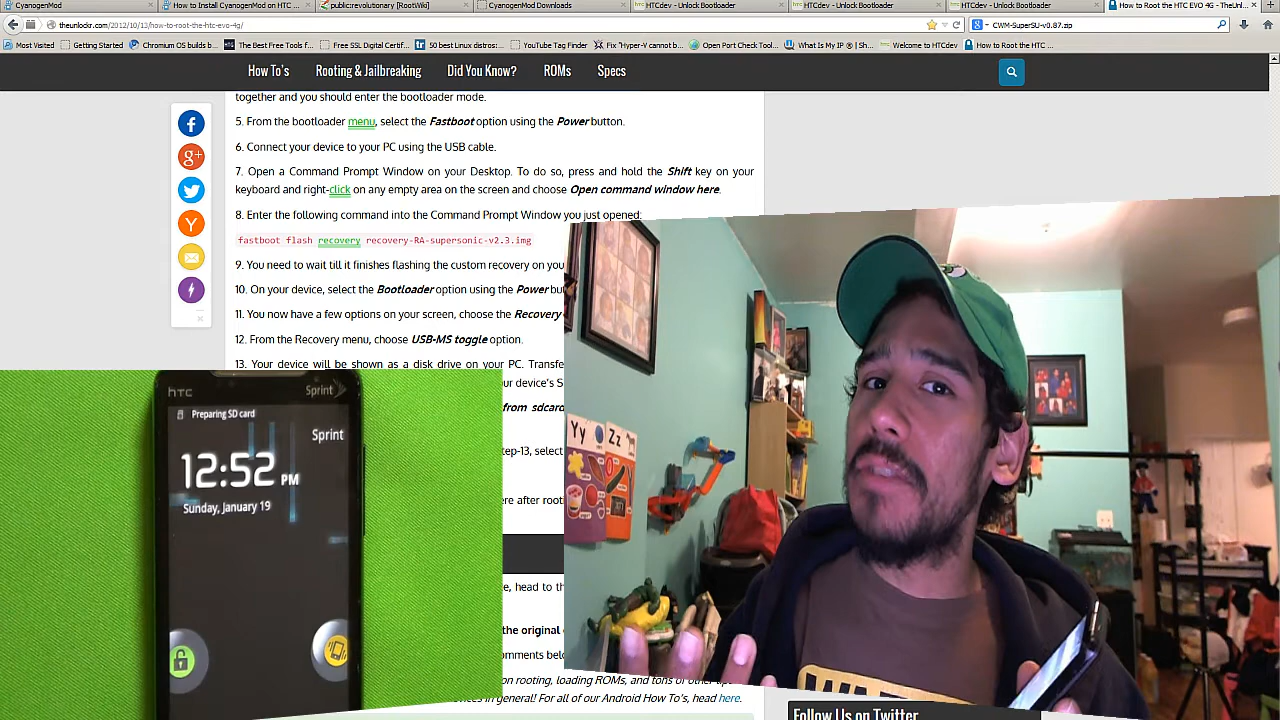 CyanogenMod
How to Install CyanogenMod on HTC ...
public:revolutionary [RootWiki]
CyanogenMod Downloads
HTCdev - Unlock Bootloader
HTCdev - Unlock Bootloader
HTCdev - Unlock Bootloader
How to Root the HTC EVO 4G - TheUnl...
theunlockr.com/2012/10/13/how-to-root-the-htc-evo-4g/
CWM-SuperSU-v0.87.zip
Most Visited
Getting Started
Chromium OS builds b...
The Best Free Tools f...
Free SSL Digital Certif...
50 best Linux distros:...
YouTube Tag Finder
Fix "Hyper-V cannot b...
Open Port Check Tool...
What Is My IP ® | Sh...
Welcome to HTCdev
How to Root the HTC ...
How To's
Rooting & Jailbreaking
Did You Know?
ROMs
Specs
together and you should enter the bootloader mode.
5. From the bootloader menu, select the Fastboot option using the Power button.
6. Connect your device to your PC using the USB cable.
7. Open a Command Prompt Window on your Desktop. To do so, press and hold the Shift key on your
keyboard and right-click on any empty area on the screen and choose Open command window here.
8. Enter the following command into the Command Prompt Window you just opened:
fastboot flash recovery recovery-RA-supersonic-v2.3.img
9. You need to wait till it finishes flashing the custom recovery on you
10. On your device, select the Bootloader option using the Power bu
11. You now have a few options on your screen, choose the Recovery
12. From the Recovery menu, choose USB-MS toggle option.
13. Your device will be shown as a disk drive on your PC. Transfe
our device's S
from sdcard
tep-13, select
ere after root
e, head to th
the original
omments belo
on rooting, loading ROMs, and tons of other tips
ices in general! For all of our Android How To's, head here.
Follow Us on Twitter
hTC
Sprint
Preparing SD card
Sprint
12:52 PM
Sunday, January 19
Yy
Zz